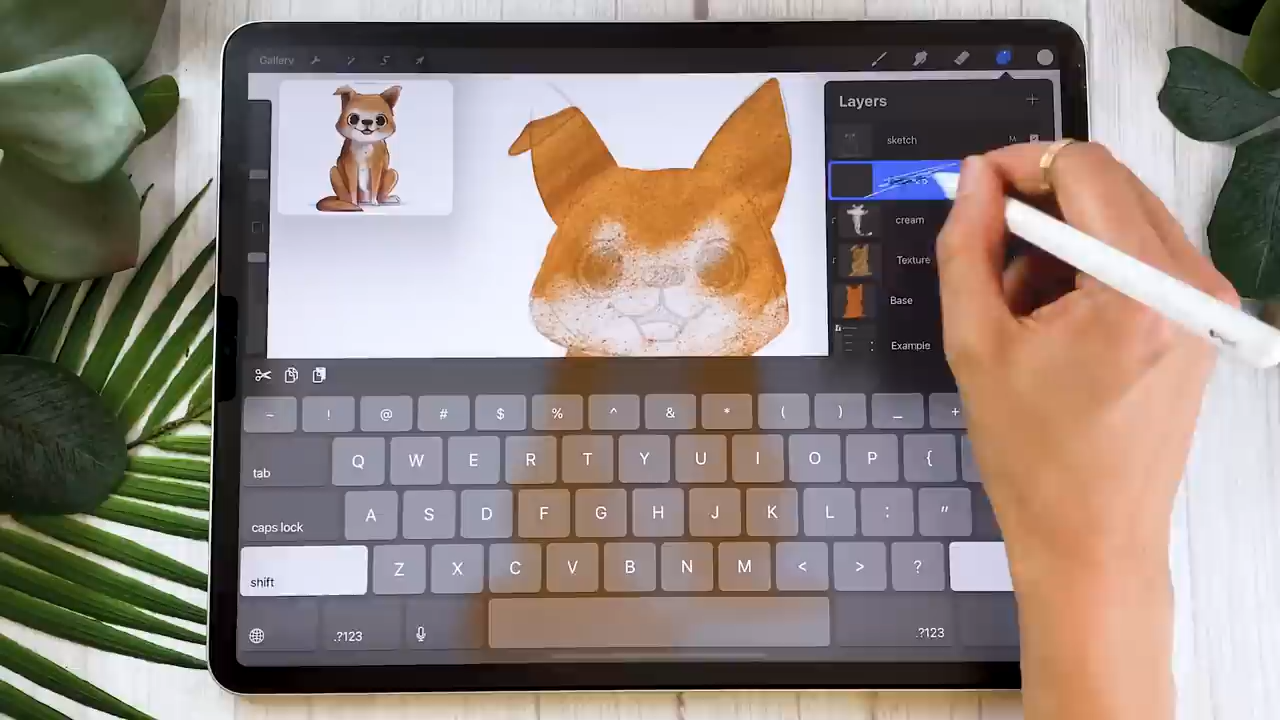 Gallery
Layers
sketch
M
cream
Texture
Base
Example
~ ! @ # $ % ^ & * ( ) _ +
tab Q W E R T Y U I O P {
caps lock A S D F G H J K L : "
shift Z X C V B N M < > ?
.?123 .?123